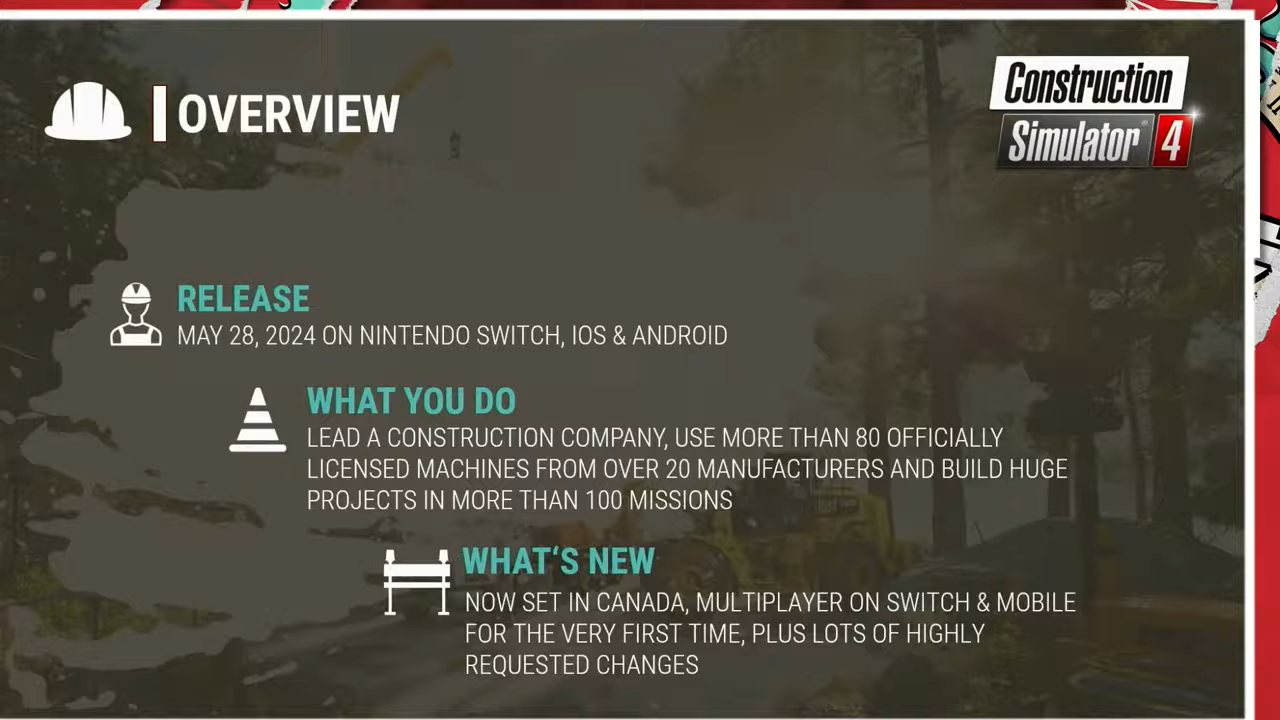 OVERVIEW
Construction
Simulator® 4
RELEASE
MAY 28, 2024 ON NINTENDO SWITCH, IOS & ANDROID
WHAT YOU DO
LEAD A CONSTRUCTION COMPANY, USE MORE THAN 80 OFFICIALLY
LICENSED MACHINES FROM OVER 20 MANUFACTURERS AND BUILD HUGE
PROJECTS IN MORE THAN 100 MISSIONS
WHAT‘S NEW
NOW SET IN CANADA, MULTIPLAYER ON SWITCH & MOBILE
FOR THE VERY FIRST TIME, PLUS LOTS OF HIGHLY
REQUESTED CHANGES